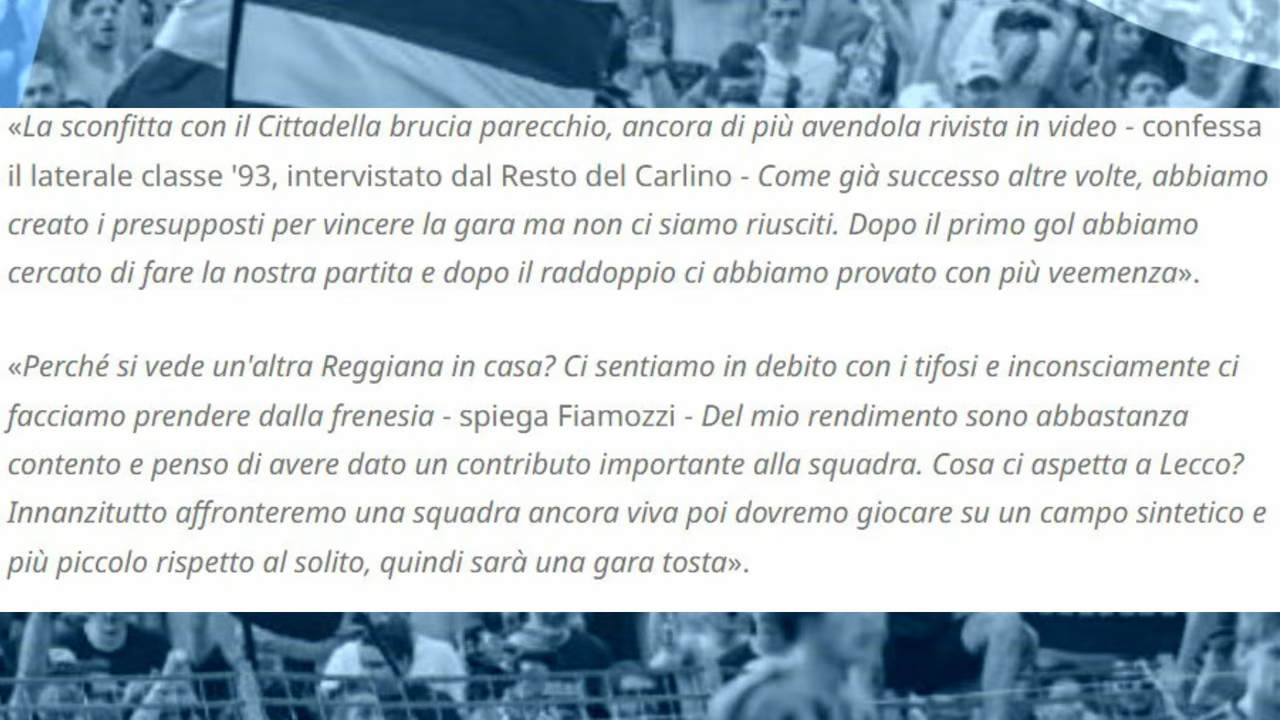 «La sconfitta con il Cittadella brucia parecchio, ancora di più avendola rivista in video - confessa
il laterale classe '93, intervistato dal Resto del Carlino - Come già successo altre volte, abbiamo
creato i presupposti per vincere la gara ma non ci siamo riusciti. Dopo il primo gol abbiamo
cercato di fare la nostra partita e dopo il raddoppio ci abbiamo provato con più veemenza».
«Perché si vede un'altra Reggiana in casa? Ci sentiamo in debito con i tifosi e inconsciamente ci
facciamo prendere dalla frenesia - spiega Fiamozzi - Del mio rendimento sono abbastanza
contento e penso di avere dato un contributo importante alla squadra. Cosa ci aspetta a Lecco?
Innanzitutto affronteremo una squadra ancora viva poi dovremo giocare su un campo sintetico e
più piccolo rispetto al solito, quindi sarà una gara tosta».